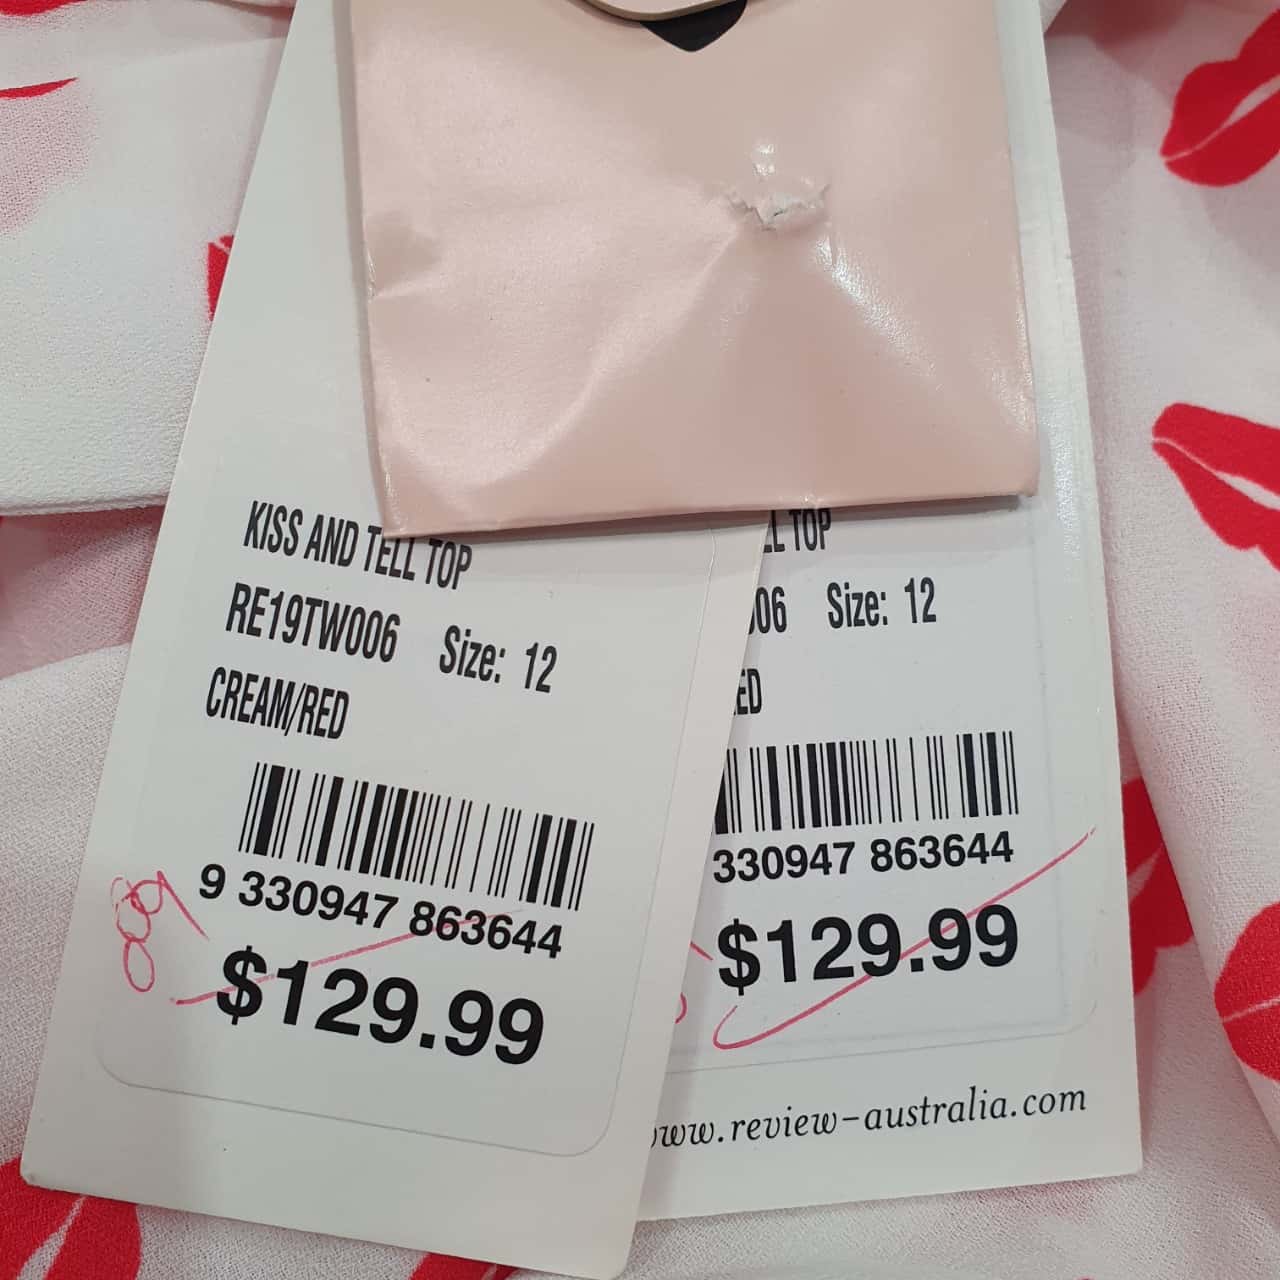 KISS AND TELL TOP
RE19TW006 Size: 12
CREAM/RED
9 330947 863644
$129.99
LL TOP
006 Size: 12
ED
330947 863644
$129.99
www.review-australia.com